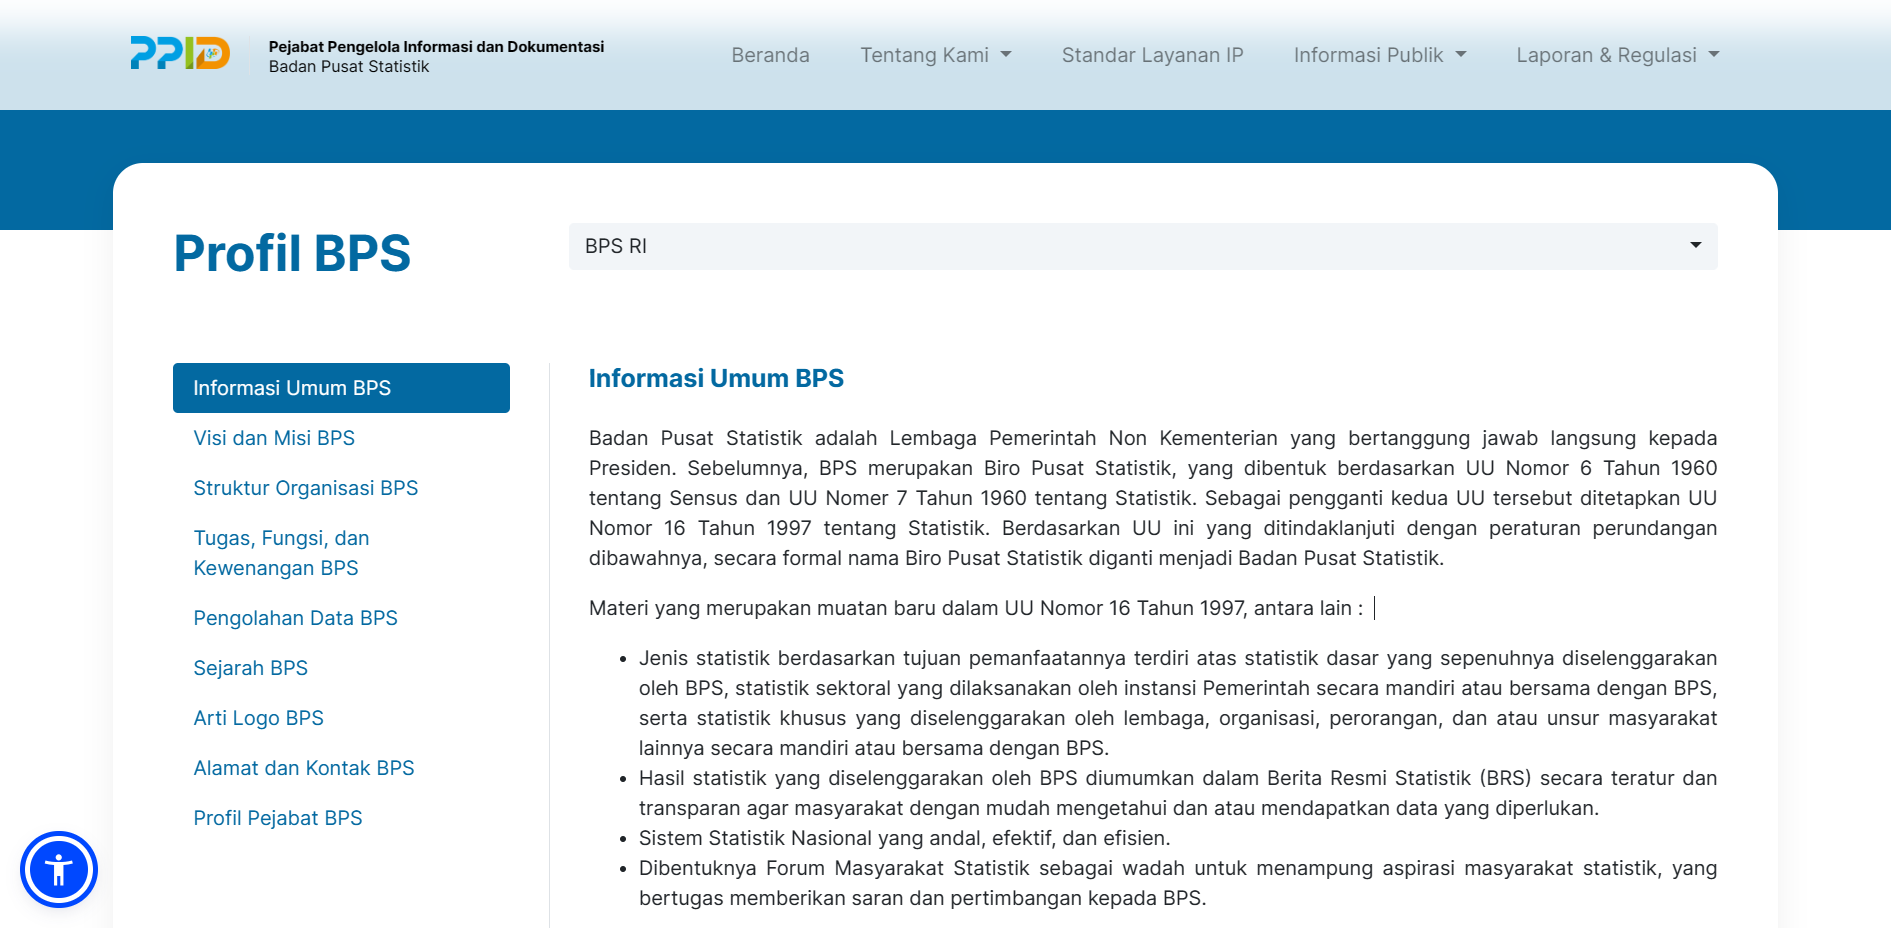 PPID
Pejabat Pengelola Informasi dan Dokumentasi
Badan Pusat Statistik
Beranda
Tentang Kami
Standar Layanan IP
Informasi Publik
Laporan & Regulasi
Profil BPS
BPS RI
Informasi Umum BPS
Visi dan Misi BPS
Struktur Organisasi BPS
Tugas, Fungsi, dan
Kewenangan BPS
Pengolahan Data BPS
Sejarah BPS
Arti Logo BPS
Alamat dan Kontak BPS
Profil Pejabat BPS
Informasi Umum BPS
Badan Pusat Statistik adalah Lembaga Pemerintah Non Kementerian yang bertanggung jawab langsung kepada
Presiden. Sebelumnya, BPS merupakan Biro Pusat Statistik, yang dibentuk berdasarkan UU Nomor 6 Tahun 1960
tentang Sensus dan UU Nomer 7 Tahun 1960 tentang Statistik. Sebagai pengganti kedua UU tersebut ditetapkan UU
Nomor 16 Tahun 1997 tentang Statistik. Berdasarkan UU ini yang ditindaklanjuti dengan peraturan perundangan
dibawahnya, secara formal nama Biro Pusat Statistik diganti menjadi Badan Pusat Statistik.
Materi yang merupakan muatan baru dalam UU Nomor 16 Tahun 1997, antara lain :
• Jenis statistik berdasarkan tujuan pemanfaatannya terdiri atas statistik dasar yang sepenuhnya diselenggarakan
oleh BPS, statistik sektoral yang dilaksanakan oleh instansi Pemerintah secara mandiri atau bersama dengan BPS,
serta statistik khusus yang diselenggarakan oleh lembaga, organisasi, perorangan, dan atau unsur masyarakat
lainnya secara mandiri atau bersama dengan BPS.
• Hasil statistik yang diselenggarakan oleh BPS diumumkan dalam Berita Resmi Statistik (BRS) secara teratur dan
transparan agar masyarakat dengan mudah mengetahui dan atau mendapatkan data yang diperlukan.
• Sistem Statistik Nasional yang andal, efektif, dan efisien.
• Dibentuknya Forum Masyarakat Statistik sebagai wadah untuk menampung aspirasi masyarakat statistik, yang
bertugas memberikan saran dan pertimbangan kepada BPS.